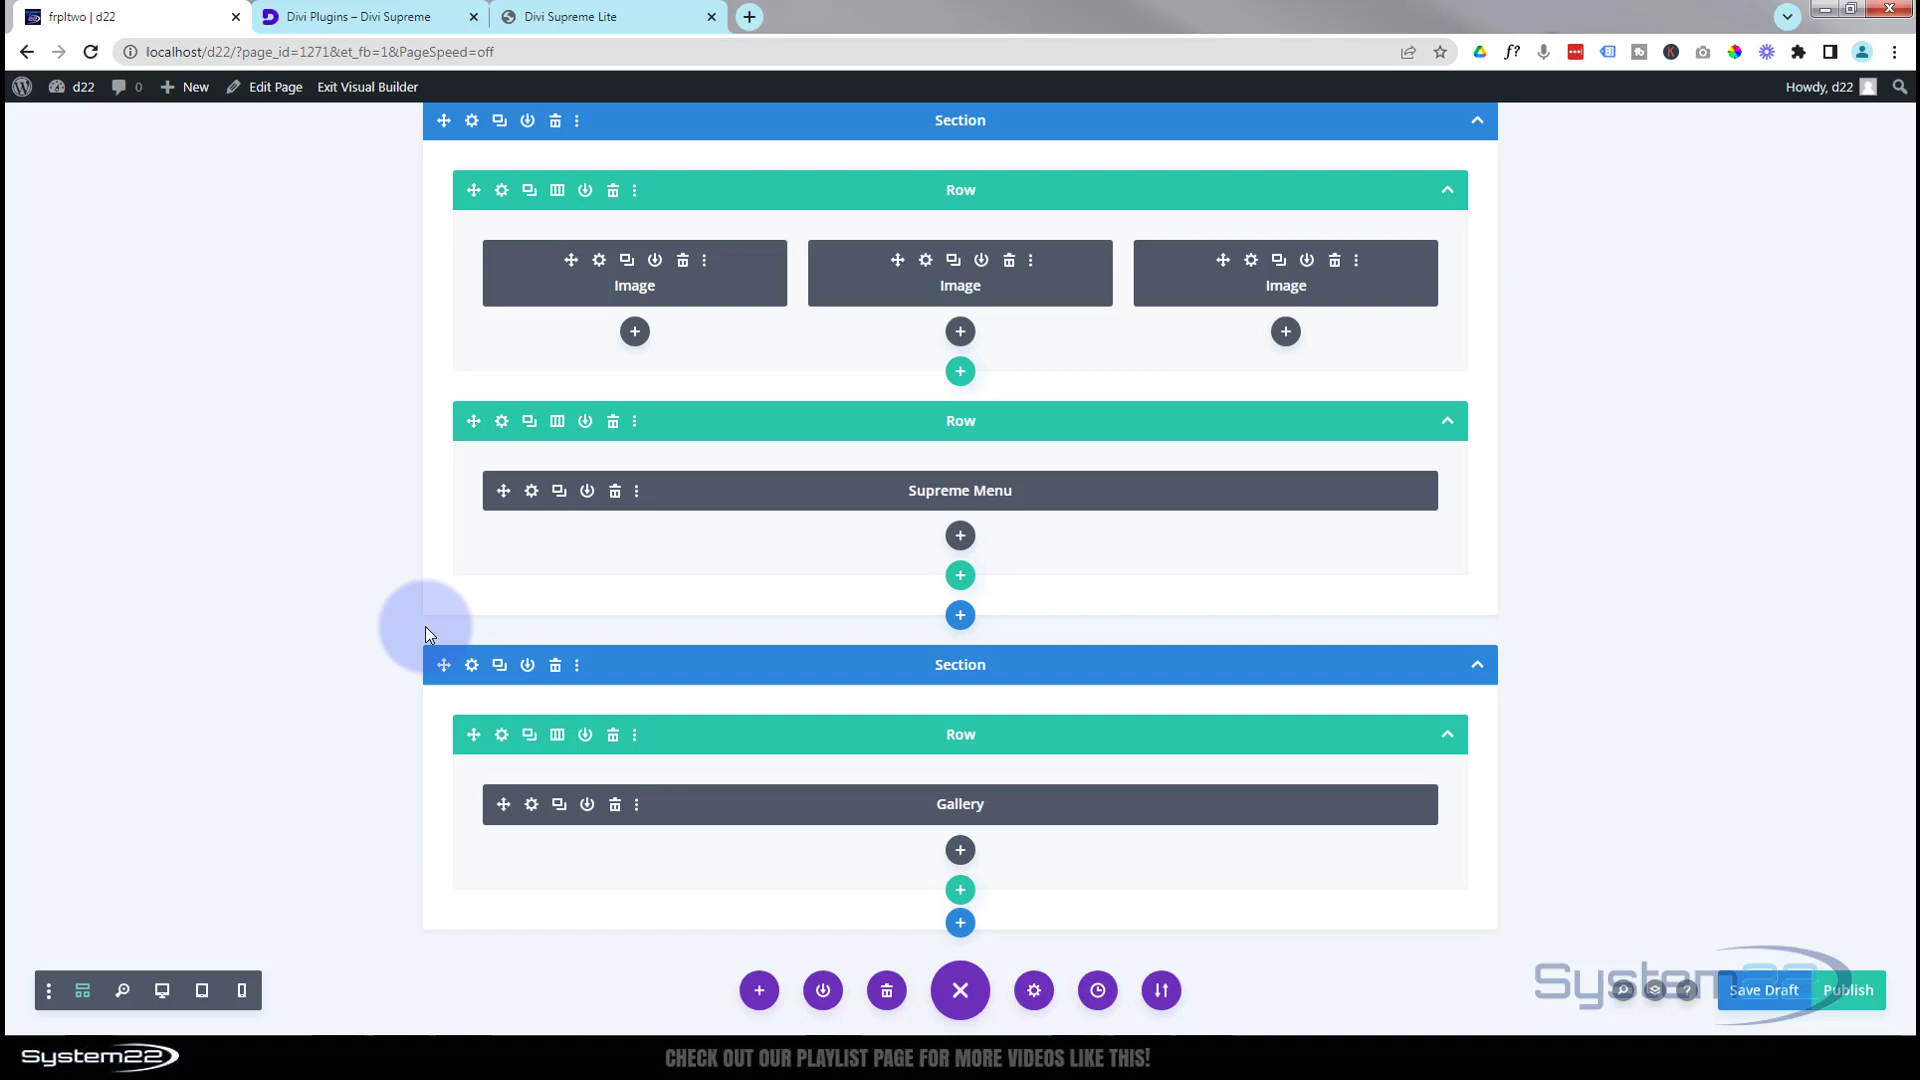 frpltwo | d22
Divi Plugins – Divi Supreme
Divi Supreme Lite
localhost/d22/?page_id=1271&et_fb=1&PageSpeed=off
d22
0
New
Edit Page
Exit Visual Builder
Howdy, d22
Section
Row
Image
Image
Image
Row
Supreme Menu
Section
Row
Gallery
System22
Save Draft
Publish
System22
CHECK OUT OUR PLAYLIST PAGE FOR MORE VIDEOS LIKE THIS!